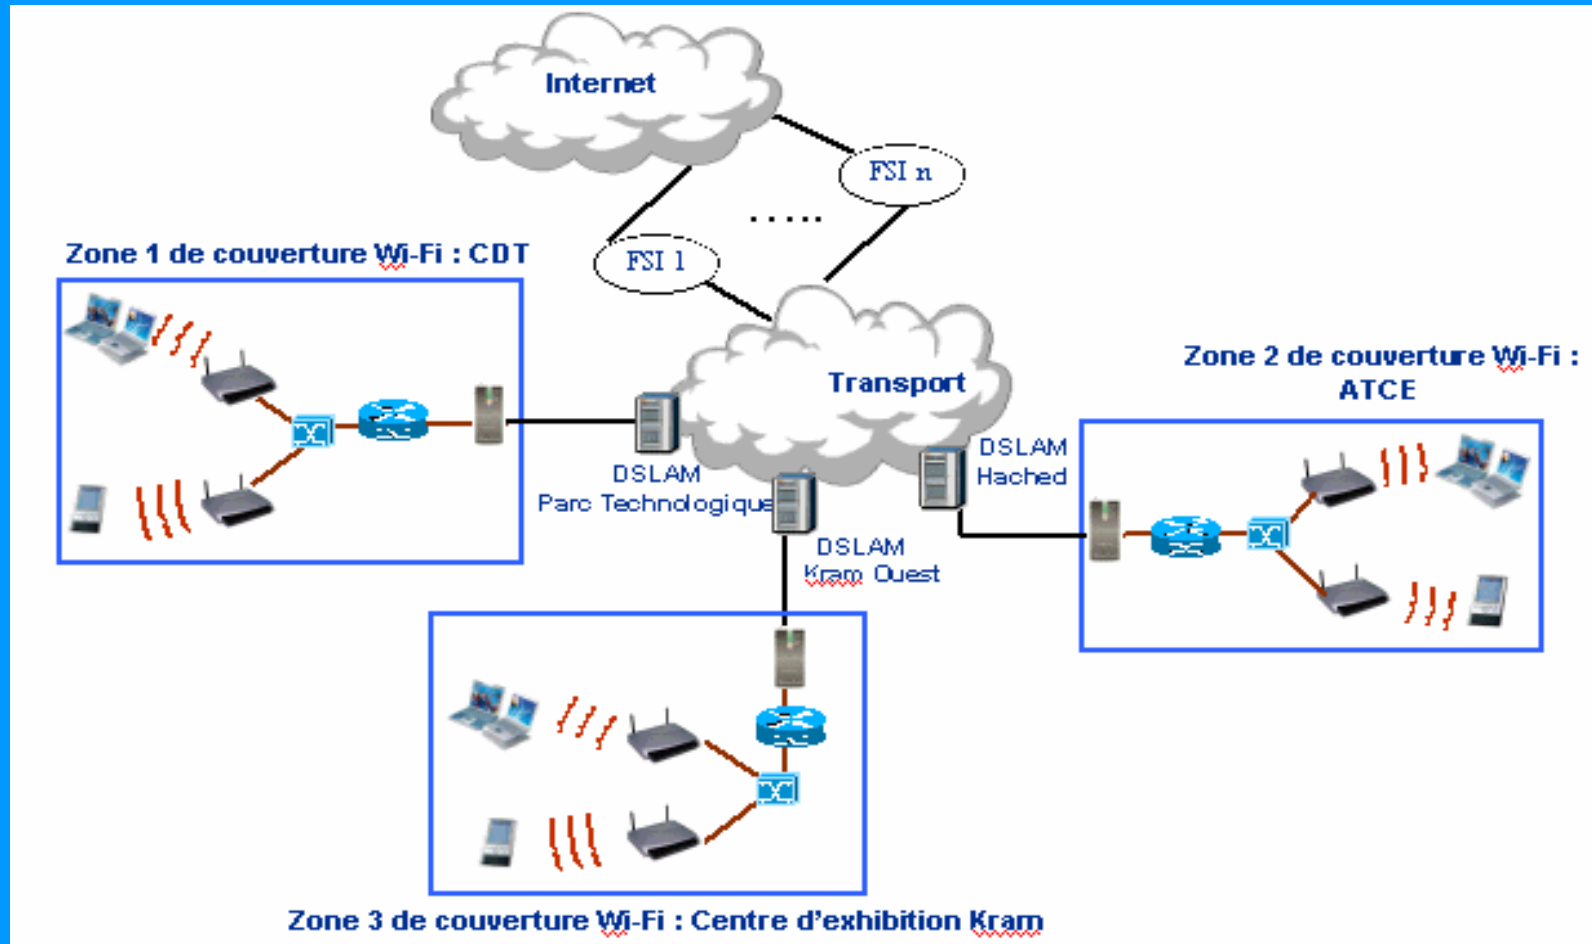 Internet
FSI n
.....
FSI 1
Zone 1 de couverture Wi-Fi : CDT
Transport
Zone 2 de couverture Wi-Fi :
ATCE
DSLAM
Parc Technologique
DSLAM
Hached
DSLAM
Kram Ouest
Zone 3 de couverture Wi-Fi : Centre d'exhibition Kram